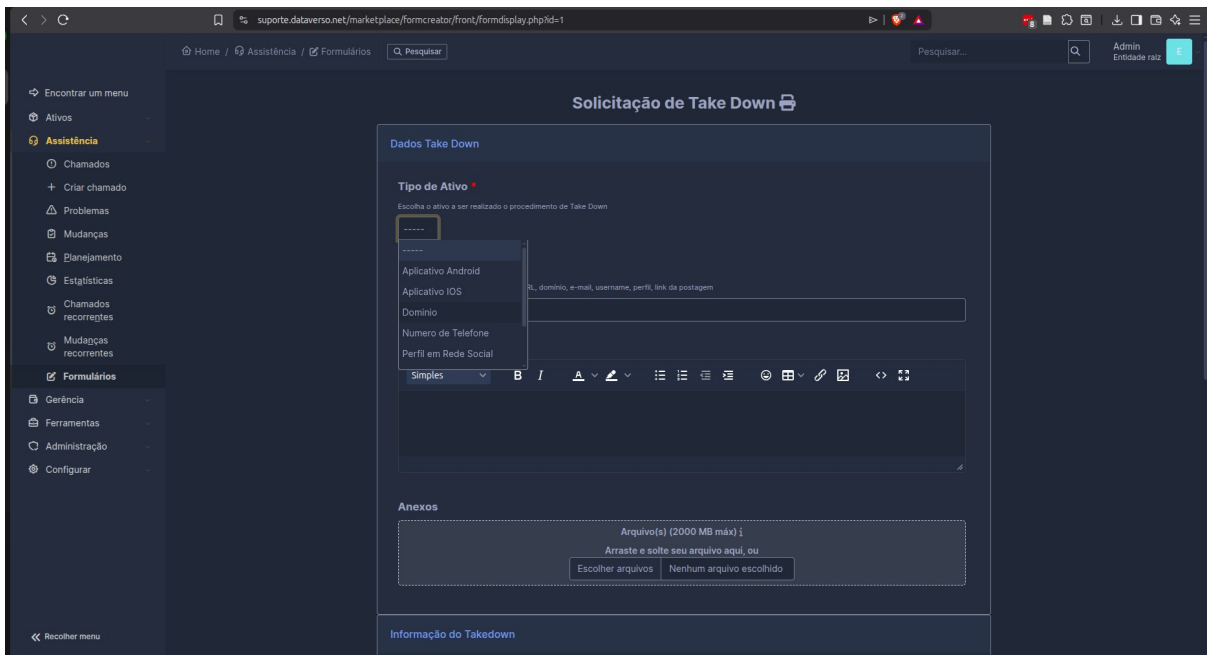 suporte.dataverso.net/marketplace/formcreator/front/formdisplay.php?id=1
Home / Assistência / Formulários
Pesquisar
Pesquisar...
Admin
Entidade raiz
E
Encontrar um menu
Ativos
Assistência
Chamados
+ Criar chamado
Problemas
Mudanças
Planejamento
Estatísticas
Chamados
recorrentes
Mudanças
recorrentes
Formulários
Gerência
Ferramentas
Administração
Configurar
Recolher menu
Solicitação de Take Down
Dados Take Down
Tipo de Ativo *
Escolha o ativo a ser realizado o procedimento de Take Down
-----
-----
Aplicativo Android
Aplicativo IOS
Dominio
Numero de Telefone
Perfil em Rede Social
RL, domínio, e-mail, username, perfil, link da postagem
Simples
B I A
Anexos
Arquivo(s) (2000 MB máx) i
Arraste e solte seu arquivo aqui, ou
Escolher arquivos Nenhum arquivo escolhido
Informação do Takedown